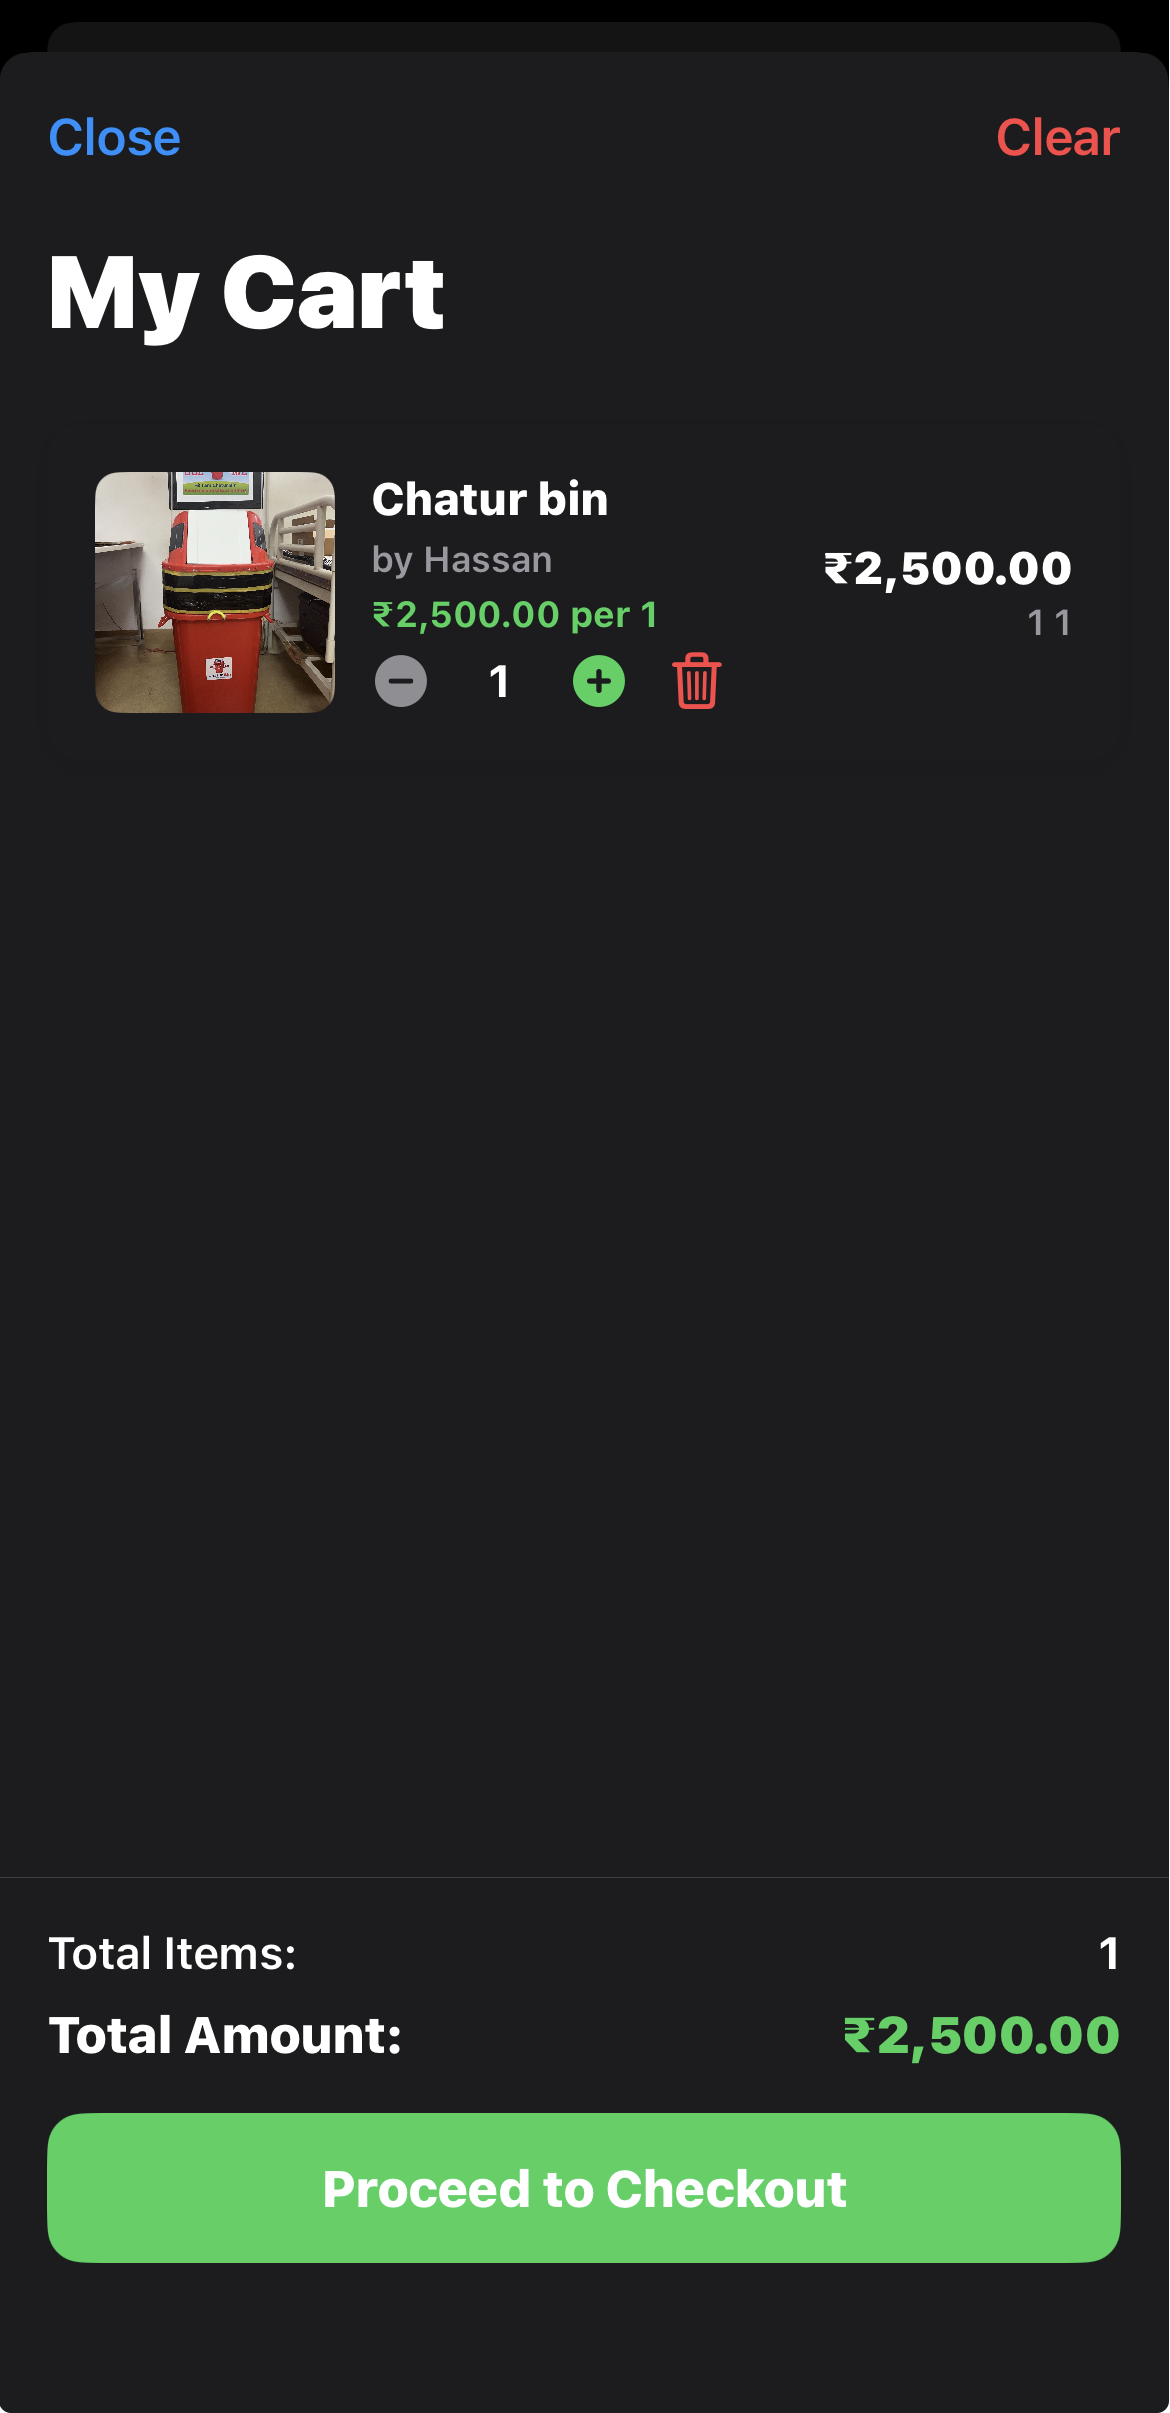 Close
Clear
My Cart
Chatur bin
by Hassan
₹2,500.00 per 1
1
₹2,500.00
1 1
Total Items:
1
Total Amount:
₹2,500.00
Proceed to Checkout